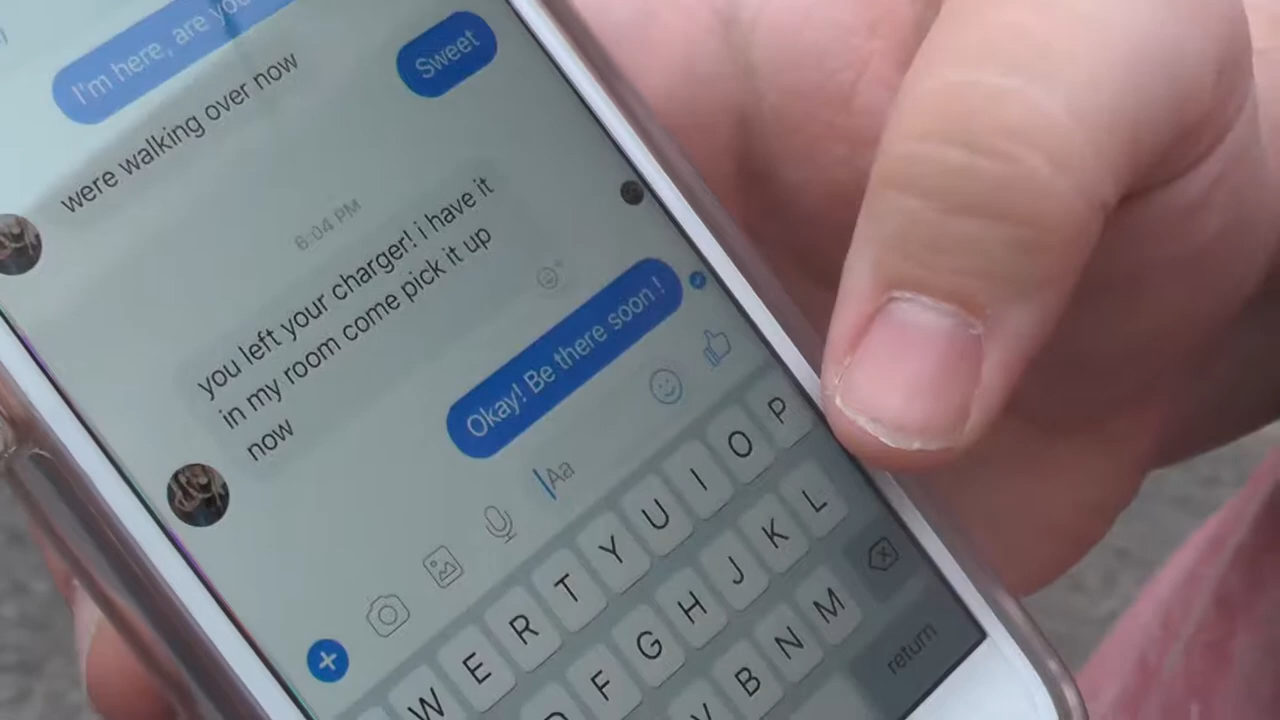 I'm here, are you
were walking over now
Sweet
6:04 PM
you left your charger! i have it
in my room come pick it up
now
Okay! Be there soon !
Aa
W E R T Y U I O P
F G H J K L
V B N M
return